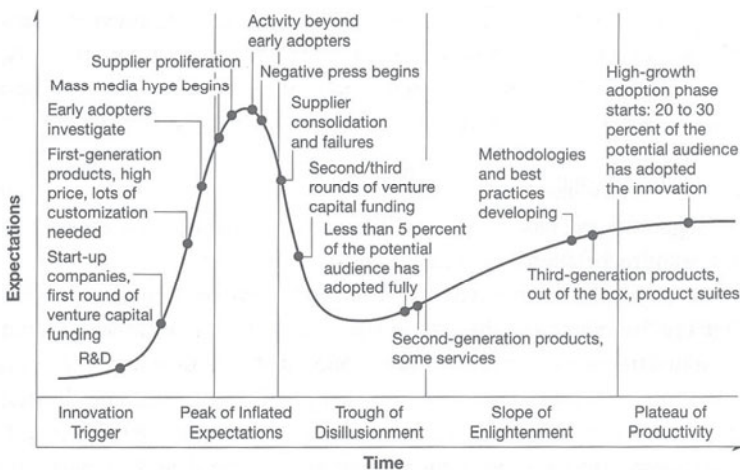 Expectations
Activity beyond
early adopters
Supplier proliferation
Mass media hype begins
Negative press begins
Early adopters
investigate
Supplier
consolidation
and failures
First-generation
products, high
price, lots of
customization
needed
Second/third
rounds of venture
capital funding
Start-up
companies,
first round of
venture capital
funding
Less than 5 percent
of the potential
audience has
adopted fully
R&D
Second-generation products,
some services
Methodologies
and best
practices
developing
Third-generation products,
out of the box, product suites
High-growth
adoption phase
starts: 20 to 30
percent of the
potential audience
has adopted
the innovation
Innovation
Trigger
Peak of Inflated
Expectations
Trough of
Disillusionment
Slope of
Enlightenment
Plateau of
Productivity
Time